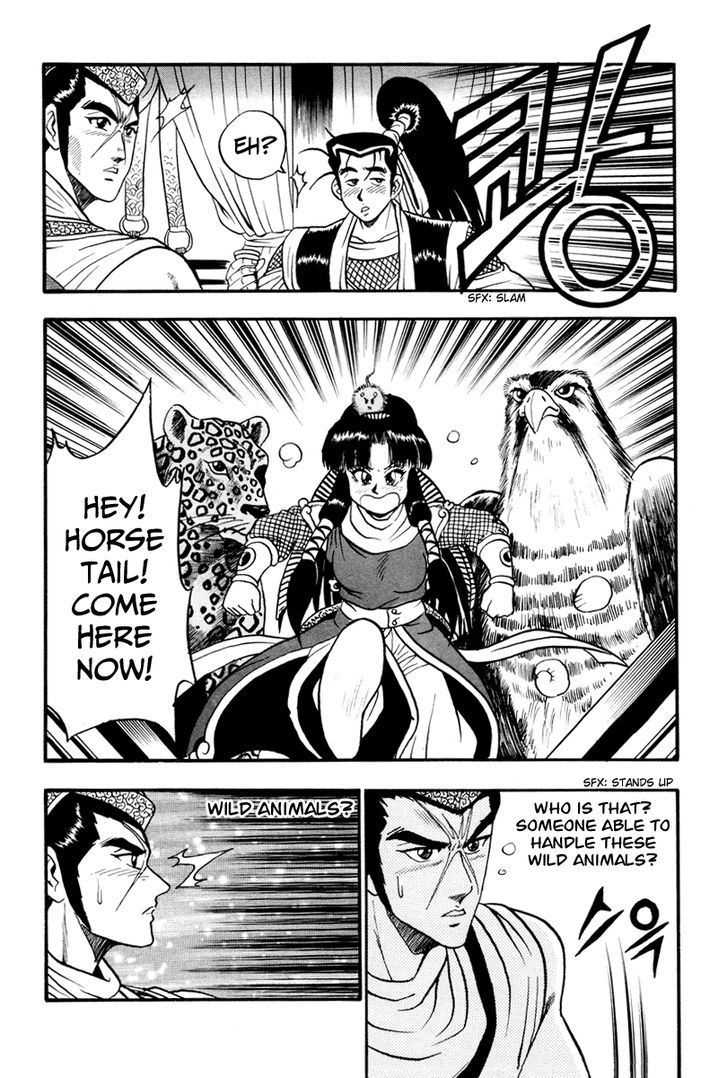 EH?
쾅
SFX: SLAM
HEY!
HORSE
TAIL!
COME
HERE
NOW!
SFX: STANDS UP
WILD ANIMALS?
WHO IS THAT?
SOMEONE ABLE TO
HANDLE THESE
WILD ANIMALS?